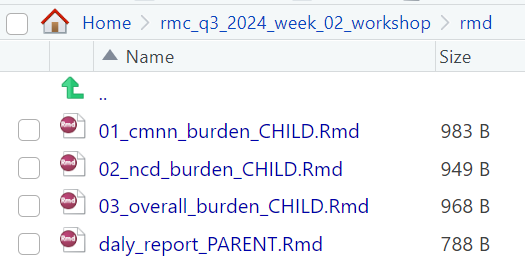 Home > rmc_q3_2024_week_02_workshop > rmd
Name Size
..
Rmd 01_cmnn_burden_CHILD.Rmd 983 B
Rmd 02_ncd_burden_CHILD.Rmd 949 B
Rmd 03_overall_burden_CHILD.Rmd 968 B
Rmd daly_report_PARENT.Rmd 788 B